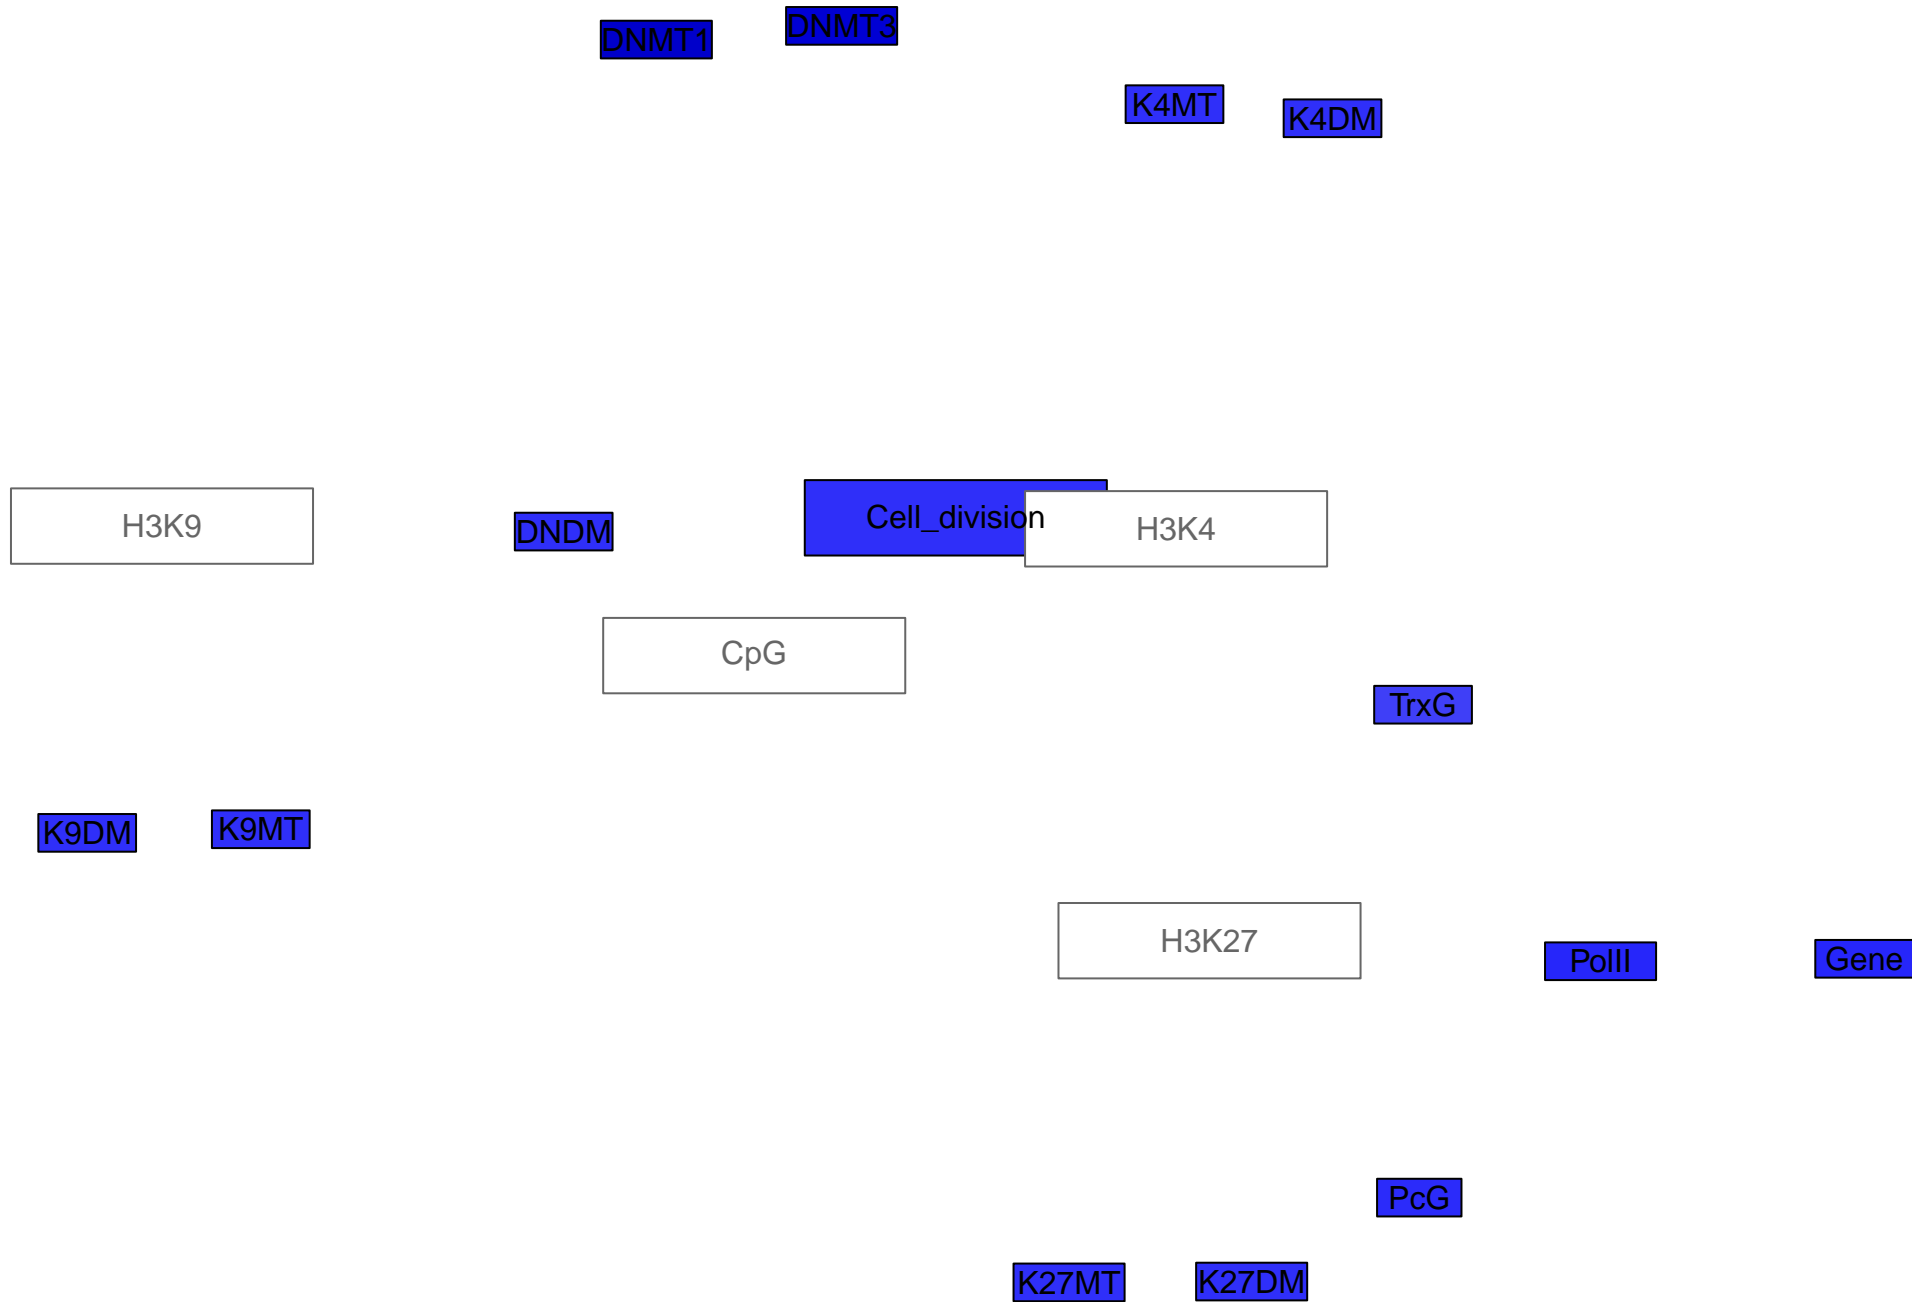 DNMT1
DNMT3
K4MT
K4DM
H3K9
DNDM
Cell_division
H3K4
CpG
TrxG
K9DM
K9MT
H3K27
PolII
Gene
PcG
K27MT
K27DM